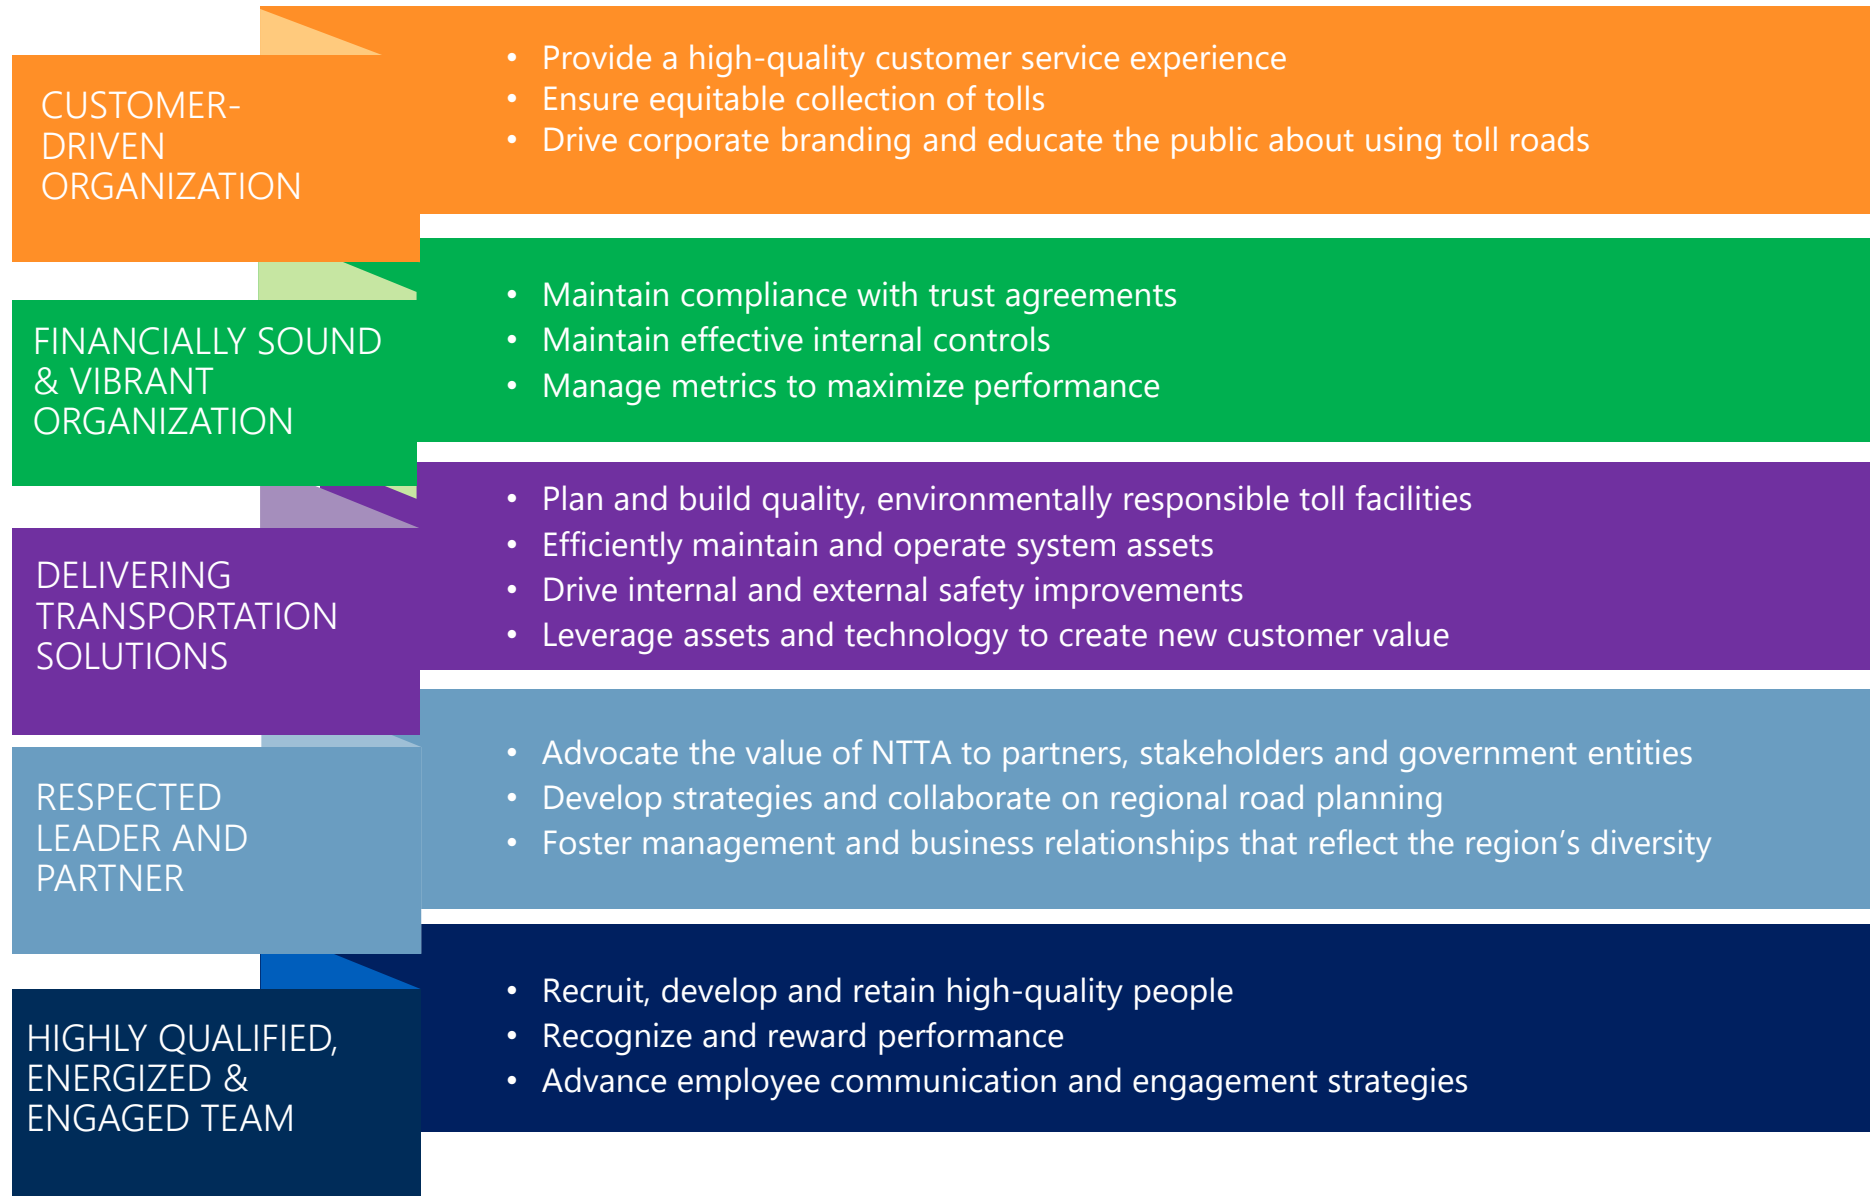 CUSTOMER-
DRIVEN
ORGANIZATION
• Provide a high-quality customer service experience
• Ensure equitable collection of tolls
• Drive corporate branding and educate the public about using toll roads
FINANCIALLY SOUND
& VIBRANT
ORGANIZATION
• Maintain compliance with trust agreements
• Maintain effective internal controls
• Manage metrics to maximize performance
DELIVERING
TRANSPORTATION
SOLUTIONS
• Plan and build quality, environmentally responsible toll facilities
• Efficiently maintain and operate system assets
• Drive internal and external safety improvements
• Leverage assets and technology to create new customer value
RESPECTED
LEADER AND
PARTNER
• Advocate the value of NTTA to partners, stakeholders and government entities
• Develop strategies and collaborate on regional road planning
• Foster management and business relationships that reflect the region’s diversity
HIGHLY QUALIFIED,
ENERGIZED &
ENGAGED TEAM
• Recruit, develop and retain high-quality people
• Recognize and reward performance
• Advance employee communication and engagement strategies